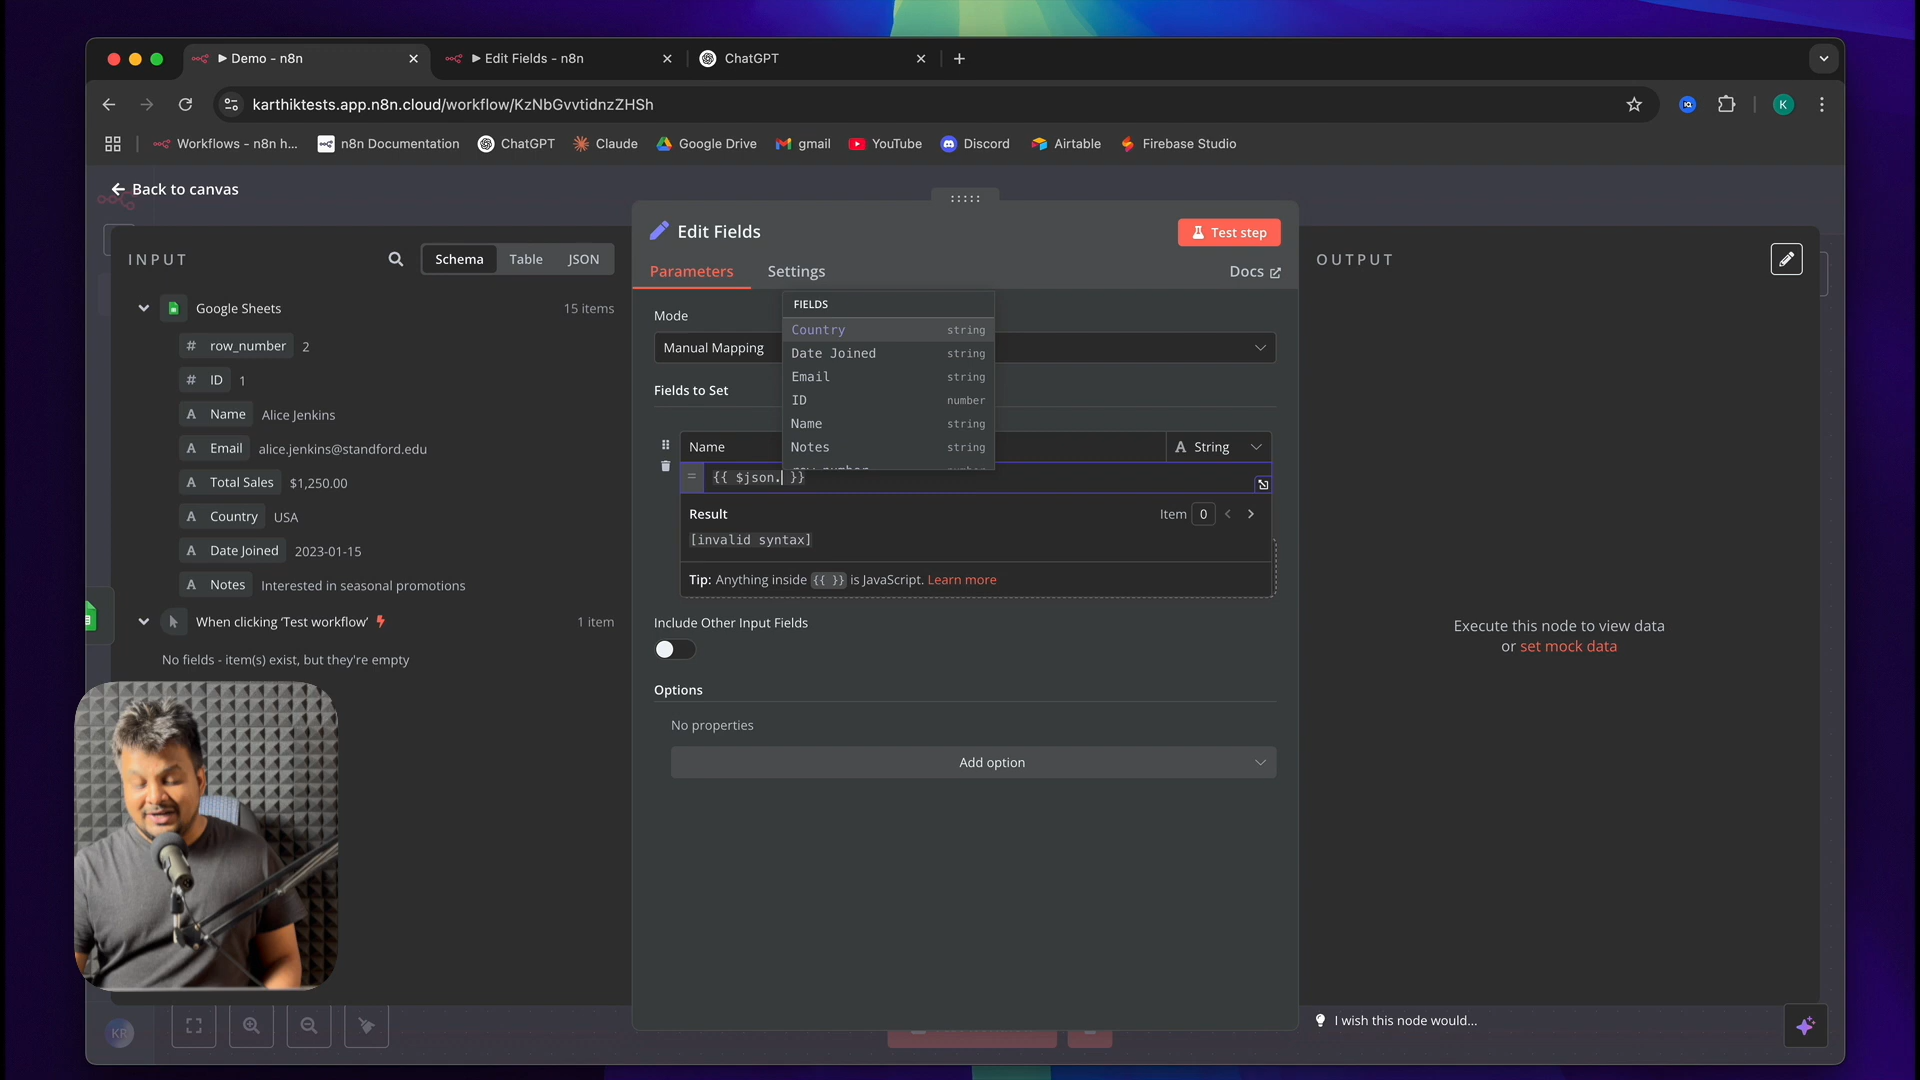 Demo - n8n
Edit Fields - n8n
ChatGPT
karthiktests.app.n8n.cloud/workflow/KzNbGvvtidnzZHSh
K
Workflows - n8n h...
n8n Documentation
ChatGPT
Claude
Google Drive
gmail
YouTube
Discord
Airtable
Firebase Studio
Back to canvas
Edit Fields
Test step
INPUT
Schema
Table
JSON
Parameters
Settings
Docs
OUTPUT
Google Sheets
15 items
# row_number 2
# ID 1
A Name Alice Jenkins
A Email alice.jenkins@standford.edu
A Total Sales $1,250.00
A Country USA
A Date Joined 2023-01-15
A Notes Interested in seasonal promotions
When clicking ‘Test workflow’
1 item
No fields - item(s) exist, but they're empty
Mode
Manual Mapping
FIELDS
Country string
Date Joined string
Email string
ID number
Name string
Notes string
row_number number
Fields to Set
Name
A String
= {{ $json. }}
Result
Item 0
[invalid syntax]
Tip: Anything inside {{ }} is JavaScript. Learn more
Include Other Input Fields
Options
No properties
Add option
Execute this node to view data
or set mock data
KR
I wish this node would...